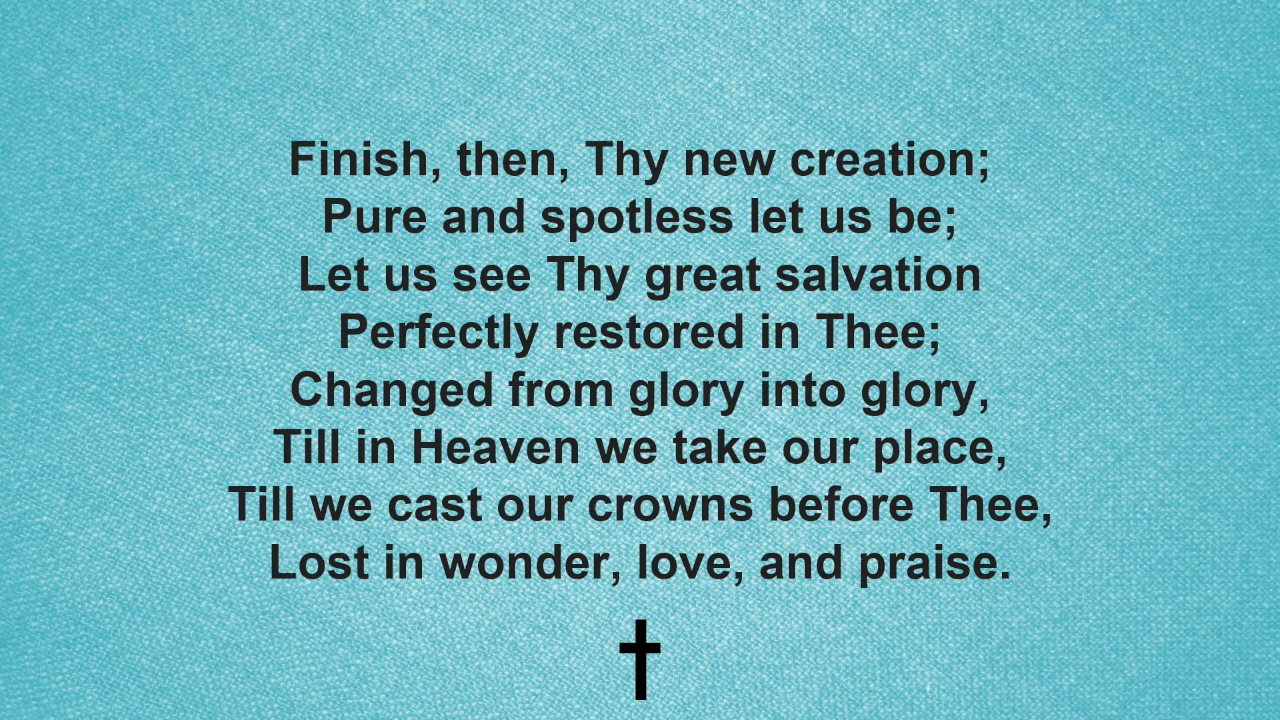 Finish, then, Thy new creation;
Pure and spotless let us be;
Let us see Thy great salvation
Perfectly restored in Thee;
Changed from glory into glory,
Till in Heaven we take our place,
Till we cast our crowns before Thee,
Lost in wonder, love, and praise.